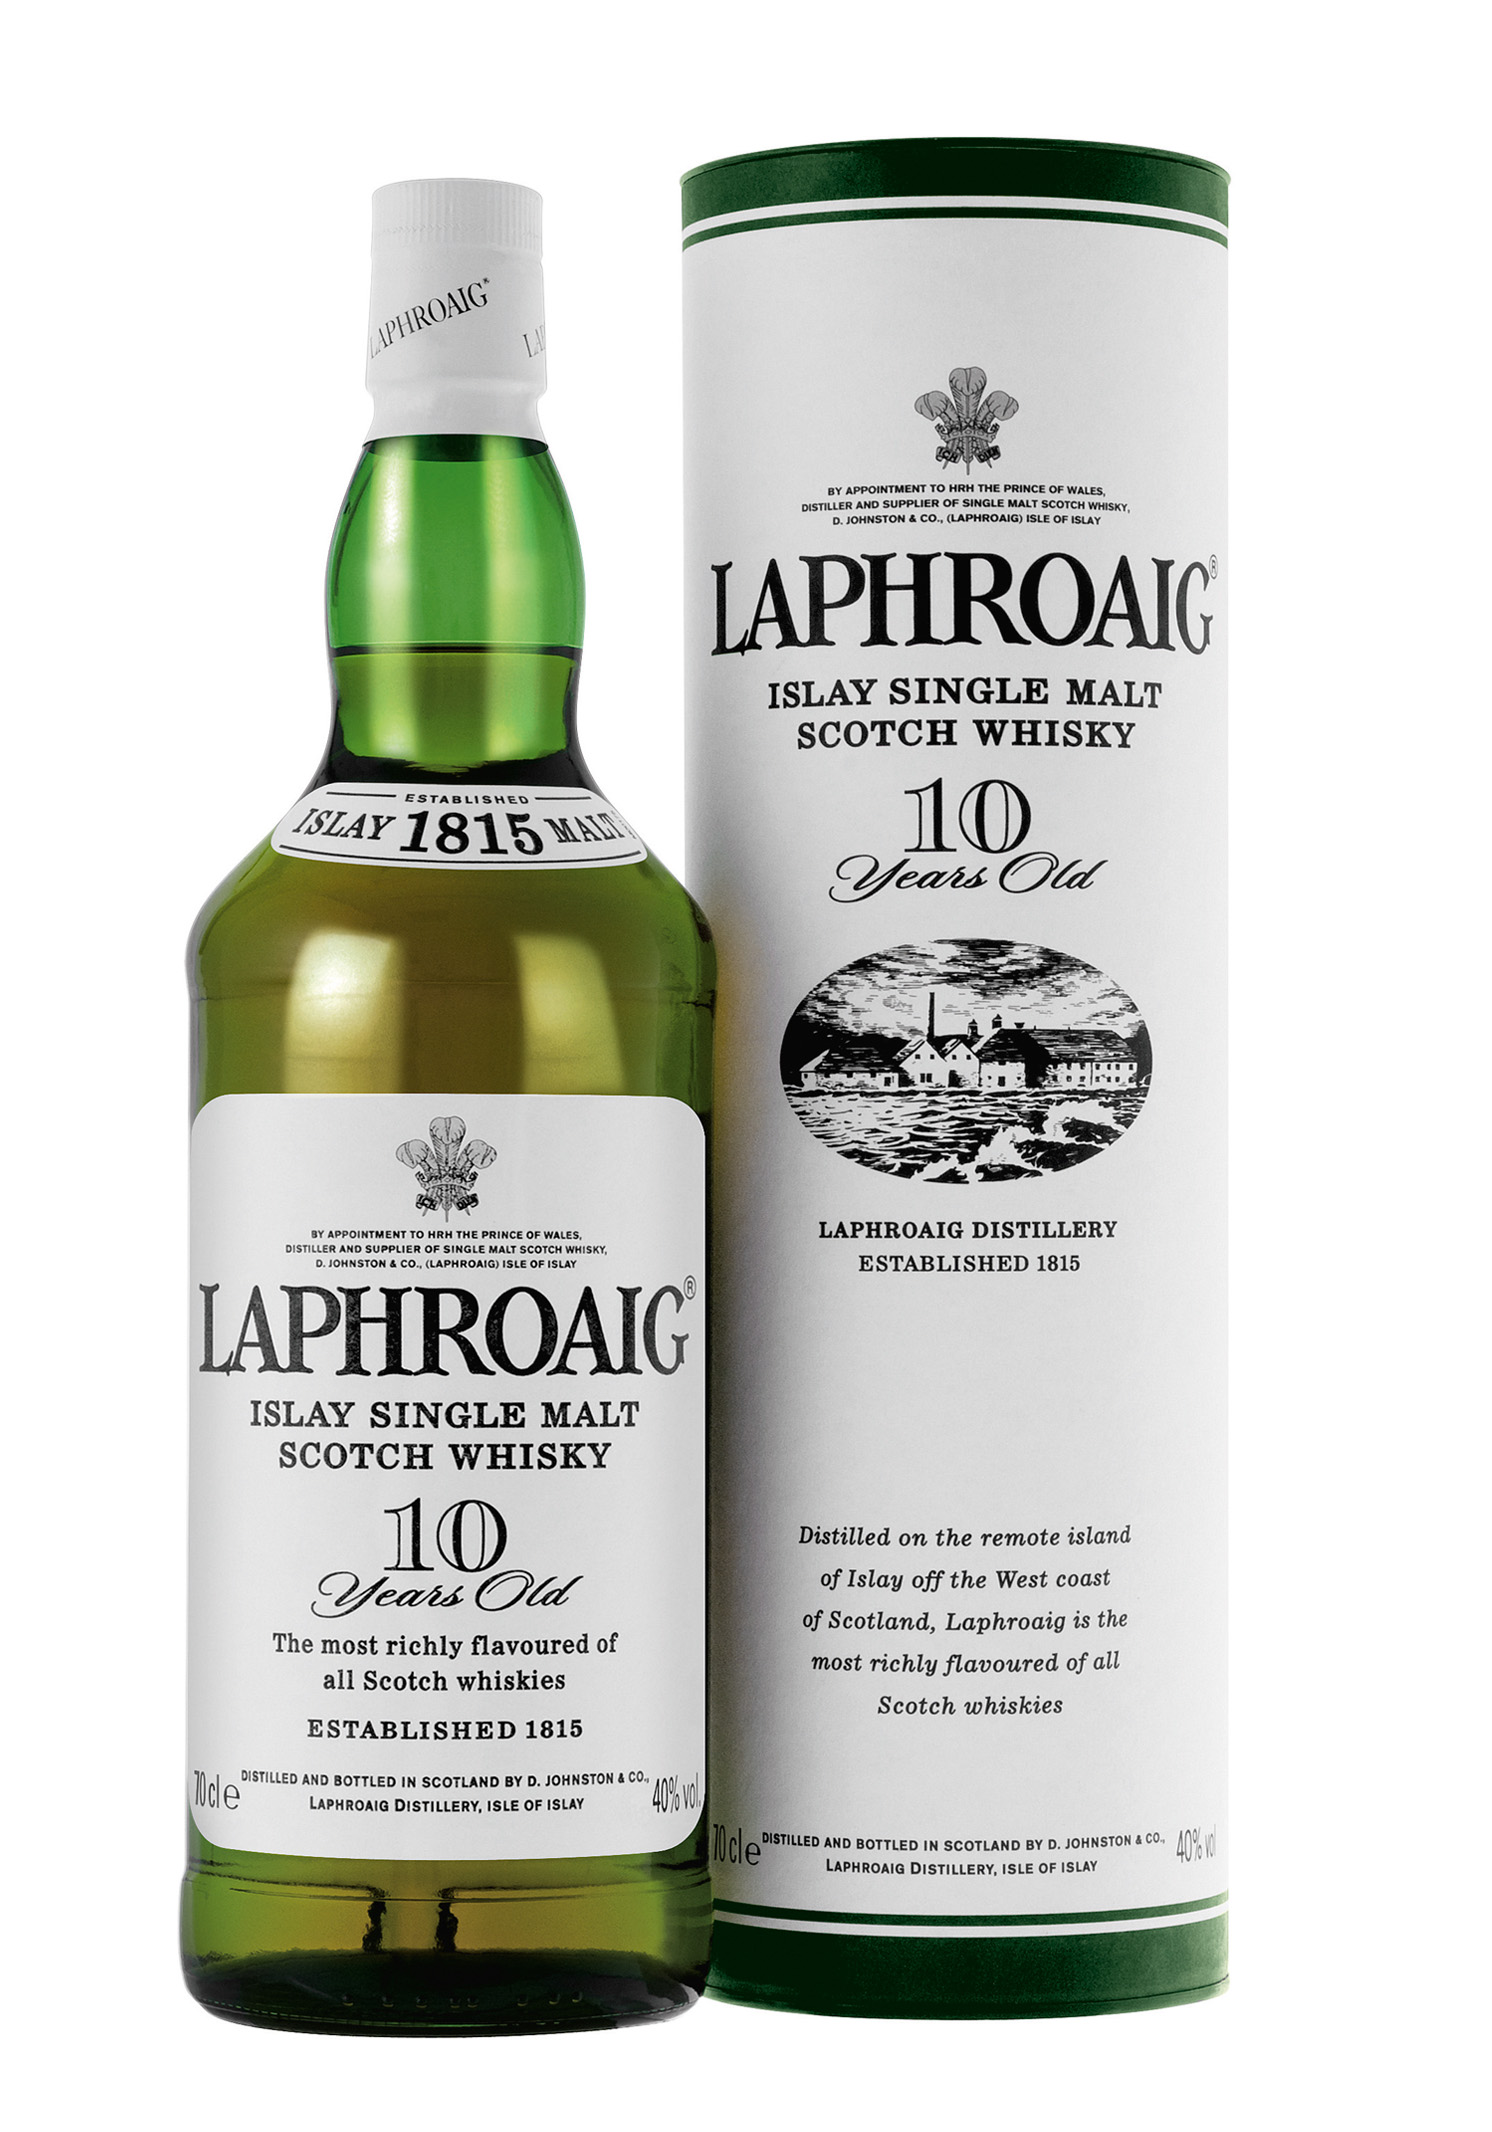 LAPHROAIG®
ESTABLISHED
ISLAY 1815 MALT
ICH DIEN
BY APPOINTMENT TO HRH THE PRINCE OF WALES,
DISTILLER AND SUPPLIER OF SINGLE MALT SCOTCH WHISKY,
D. JOHNSTON & CO., (LAPHROAIG) ISLE OF ISLAY
LAPHROAIG®
ISLAY SINGLE MALT
SCOTCH WHISKY
10
Years Old
The most richly flavoured of
all Scotch whiskies
ESTABLISHED 1815
70cl e DISTILLED AND BOTTLED IN SCOTLAND BY D. JOHNSTON & CO., 40% vol.
LAPHROAIG DISTILLERY, ISLE OF ISLAY
ICH DIEN
BY APPOINTMENT TO HRH THE PRINCE OF WALES,
DISTILLER AND SUPPLIER OF SINGLE MALT SCOTCH WHISKY,
D. JOHNSTON & CO., (LAPHROAIG) ISLE OF ISLAY
LAPHROAIG®
ISLAY SINGLE MALT
SCOTCH WHISKY
10
Years Old
LAPHROAIG DISTILLERY
ESTABLISHED 1815
Distilled on the remote island
of Islay off the West coast
of Scotland, Laphroaig is the
most richly flavoured of all
Scotch whiskies
70cl e DISTILLED AND BOTTLED IN SCOTLAND BY D. JOHNSTON & CO., 40% vol
LAPHROAIG DISTILLERY, ISLE OF ISLAY